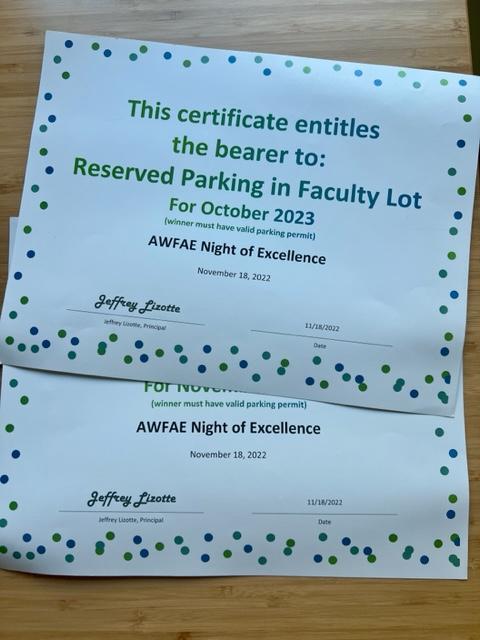 This certificate entitles
the bearer to:
Reserved Parking in Faculty Lot
For October 2023
(winner must have valid parking permit)
AWFAE Night of Excellence
November 18, 2022
Jeffrey Lizotte
11/18/2022
Jeffrey Lizotte, Principal
Date
For
(winner must have valid parking permit)
AWFAE Night of Excellence
November 18, 2022
Jeffrey Lizotte
11/18/2022
Jeffrey Lizotte, Principal
Date